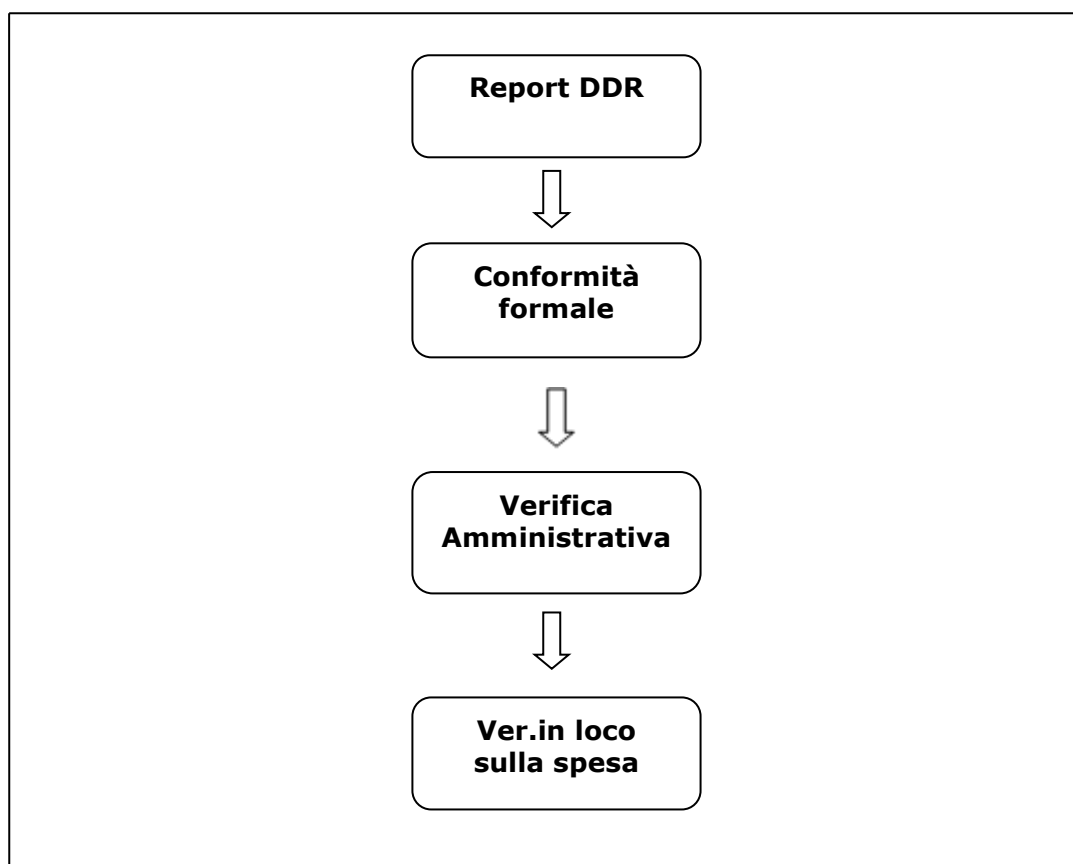 Report DDR
Conformità
formale
Verifica
Amministrativa
Ver.in loco
sulla spesa